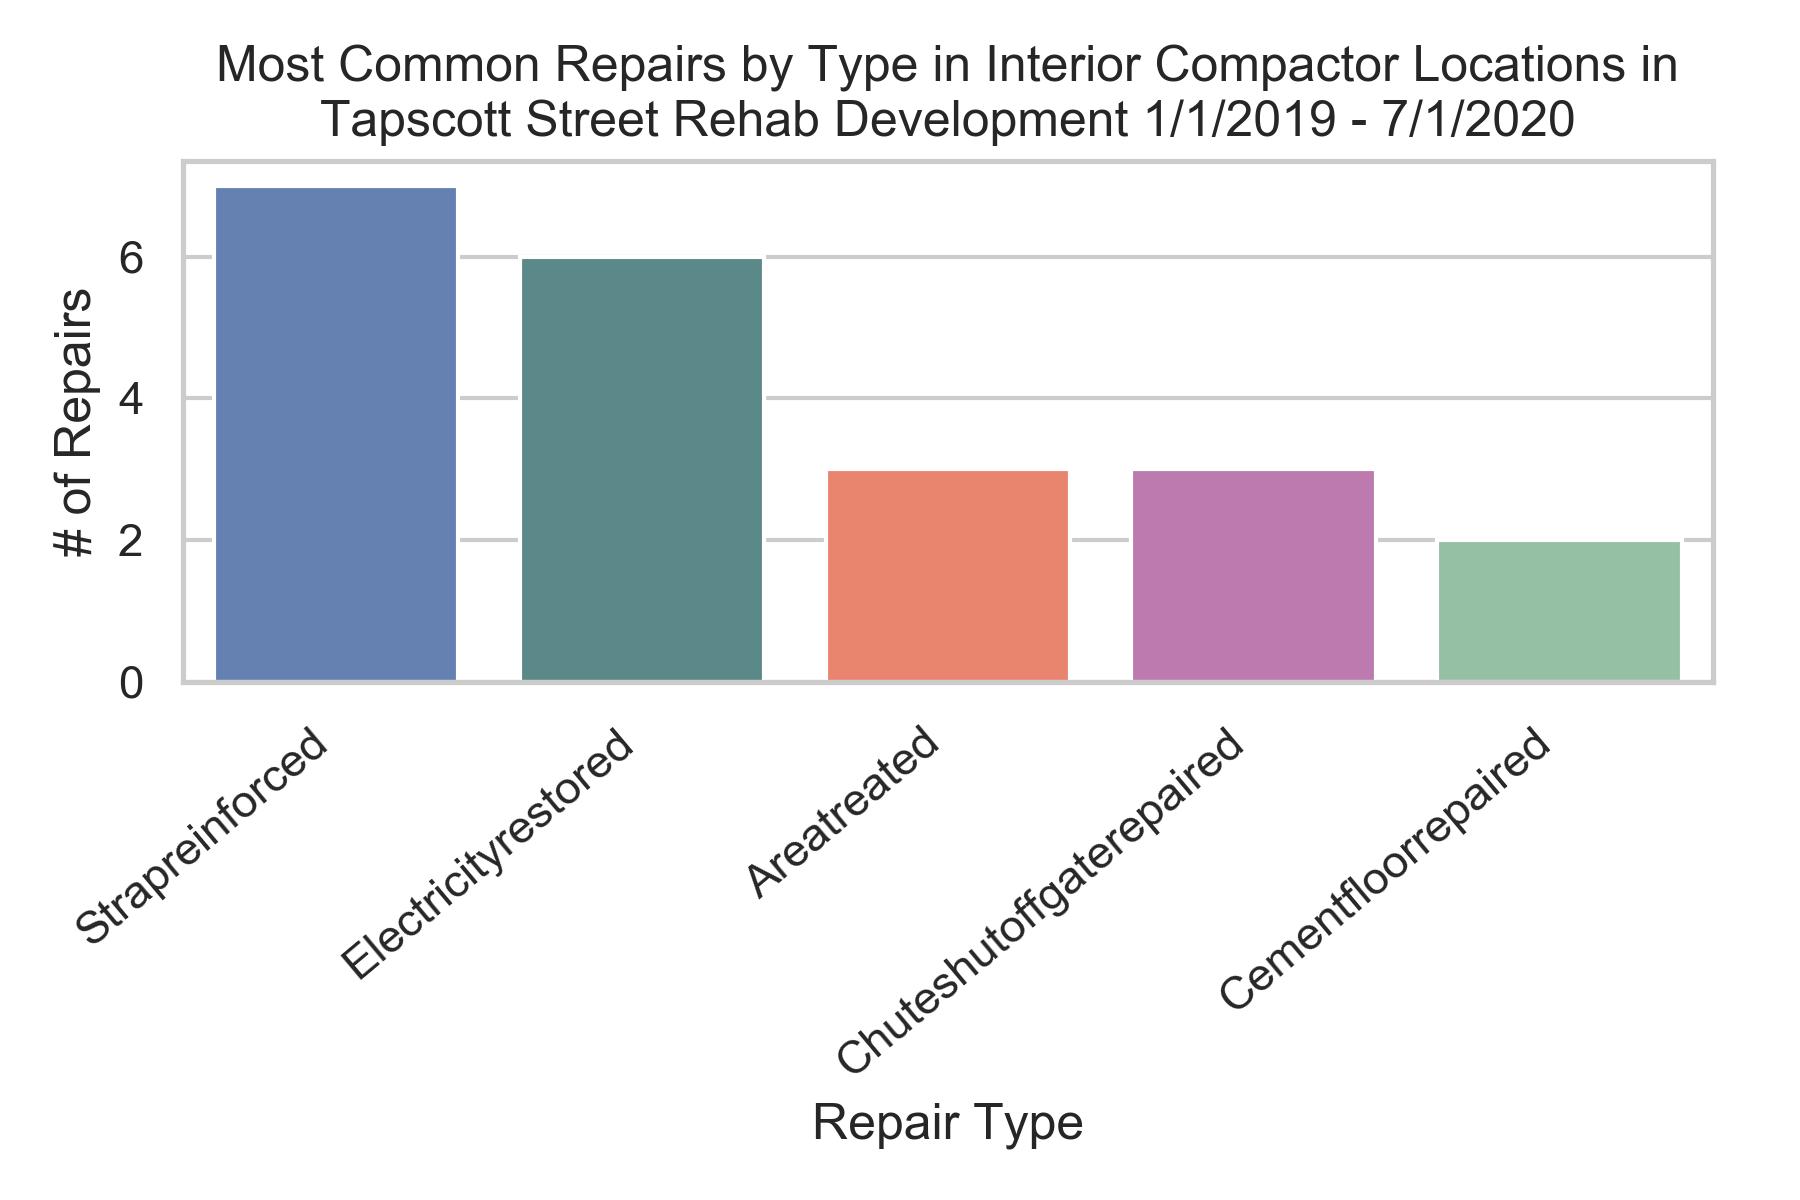 Most Common Repairs by Type in Interior Compactor Locations in
Tapscott Street Rehab Development 1/1/2019 - 7/1/2020
# of Repairs
6
4
2
0
Strapreinforced
Electricityrestored
Areatreated
Chuteshutoffgaterepaired
Cementfloorrepaired
Repair Type